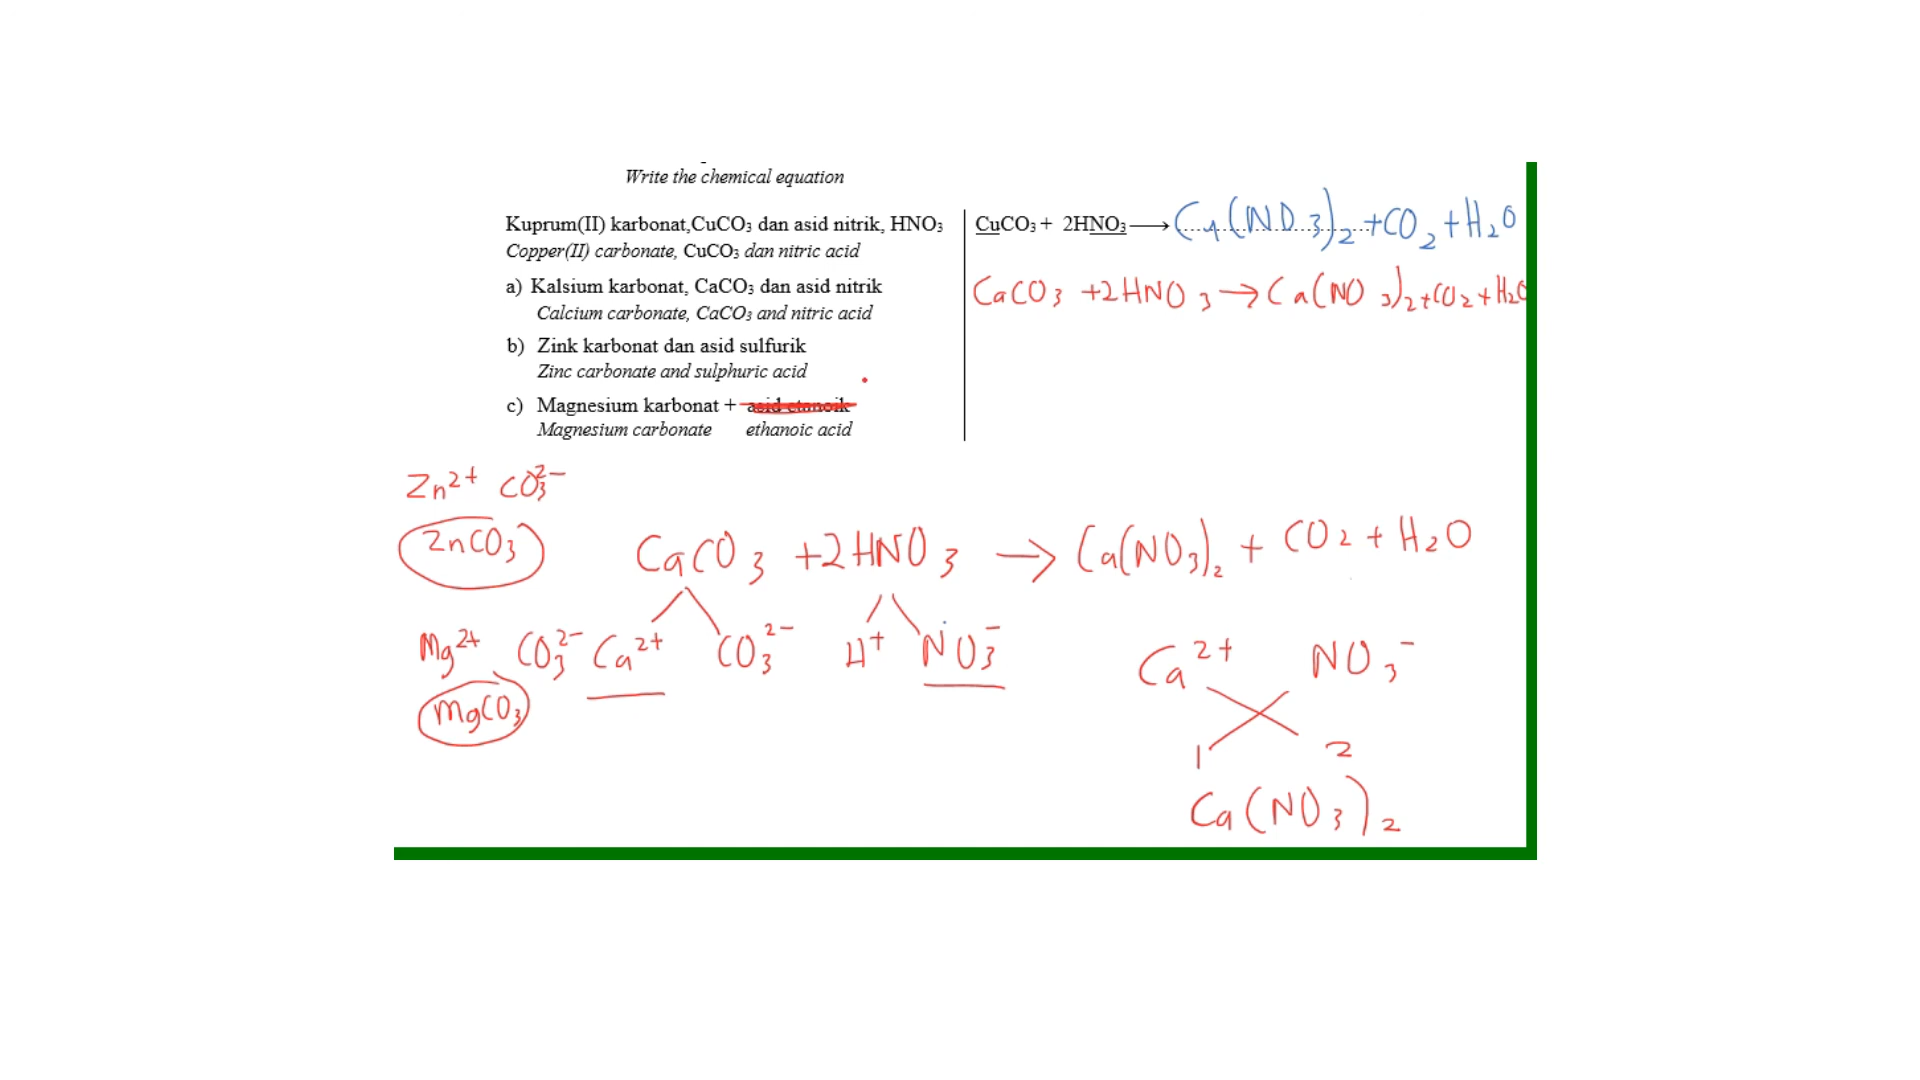 Write the chemical equation
Kuprum(II) karbonat,CuCO₃ dan asid nitrik, HNO₃
Copper(II) carbonate, CuCO₃ dan nitric acid
CuCO₃ + 2HNO₃ ⟶ Cu(NO₃)₂ + CO₂ + H₂O
a) Kalsium karbonat, CaCO₃ dan asid nitrik
Calcium carbonate, CaCO₃ and nitric acid
CaCO₃ + 2HNO₃ → Ca(NO₃)₂ + CO₂ + H₂O
b) Zink karbonat dan asid sulfurik
Zinc carbonate and sulphuric acid
c) Magnesium karbonat + asid etanoik
Magnesium carbonate ethanoic acid
Zn²⁺ CO₃²⁻
ZnCO₃
CaCO₃ + 2HNO₃ → Ca(NO₃)₂ + CO₂ + H₂O
Mg²⁺ CO₃²⁻
Ca²⁺ CO₃²⁻ H⁺ NO₃⁻
MgCO₃
Ca²⁺ NO₃⁻
1 2
Ca(NO₃)₂